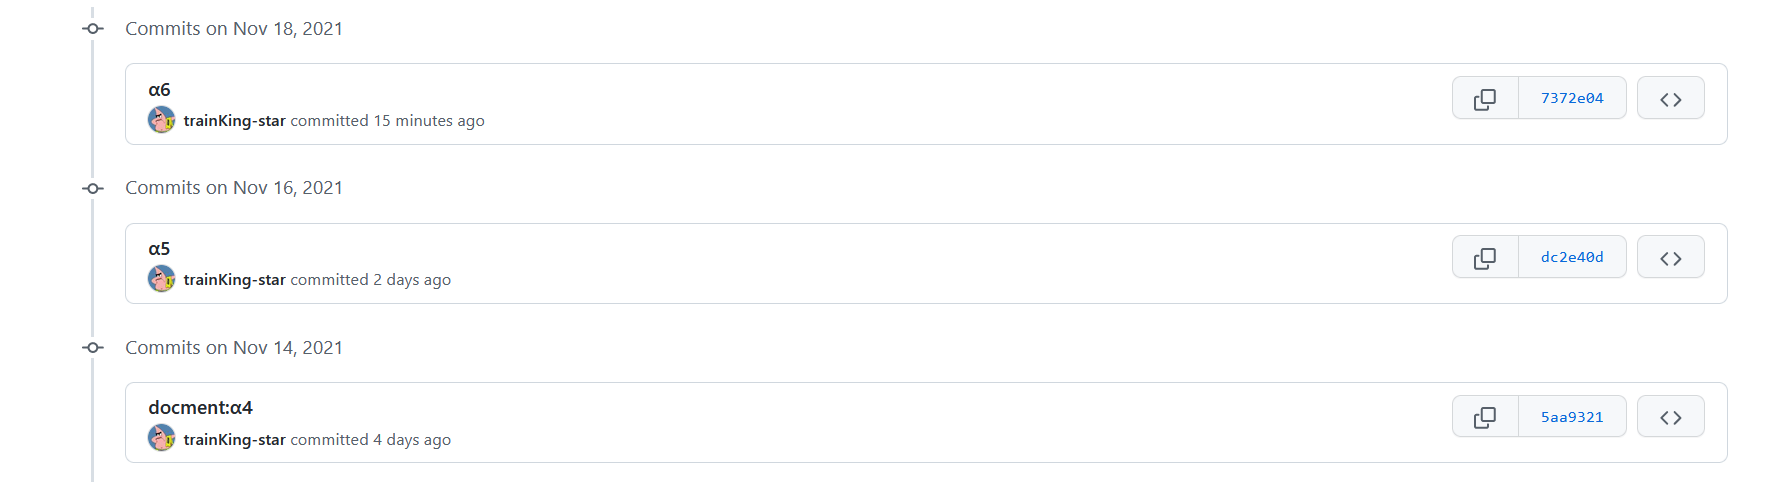 Commits on Nov 18, 2021
α6
trainKing-star committed 15 minutes ago
7372e04
Commits on Nov 16, 2021
α5
trainKing-star committed 2 days ago
dc2e40d
Commits on Nov 14, 2021
docment:α4
trainKing-star committed 4 days ago
5aa9321